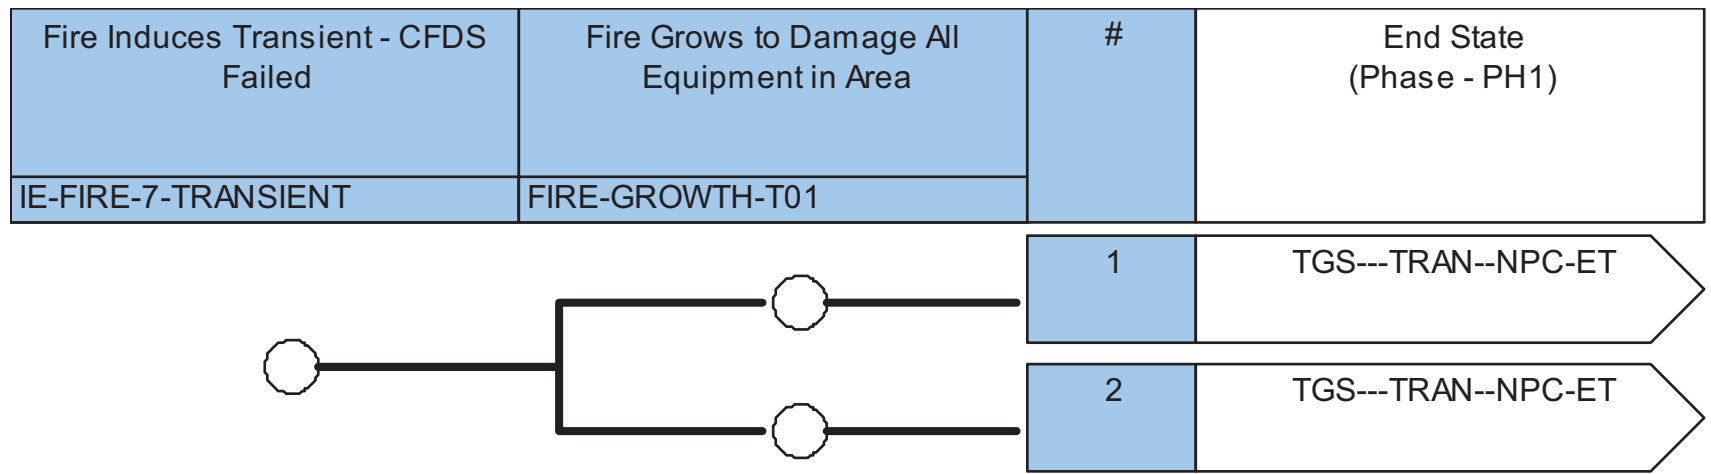 Fire Induces Transient - CFDS
Failed
Fire Grows to Damage All
Equipment in Area
#
End State
(Phase - PH1)
IE-FIRE-7-TRANSIENT
FIRE-GROWTH-T01
1
TGS---TRAN--NPC-ET
2
TGS---TRAN--NPC-ET